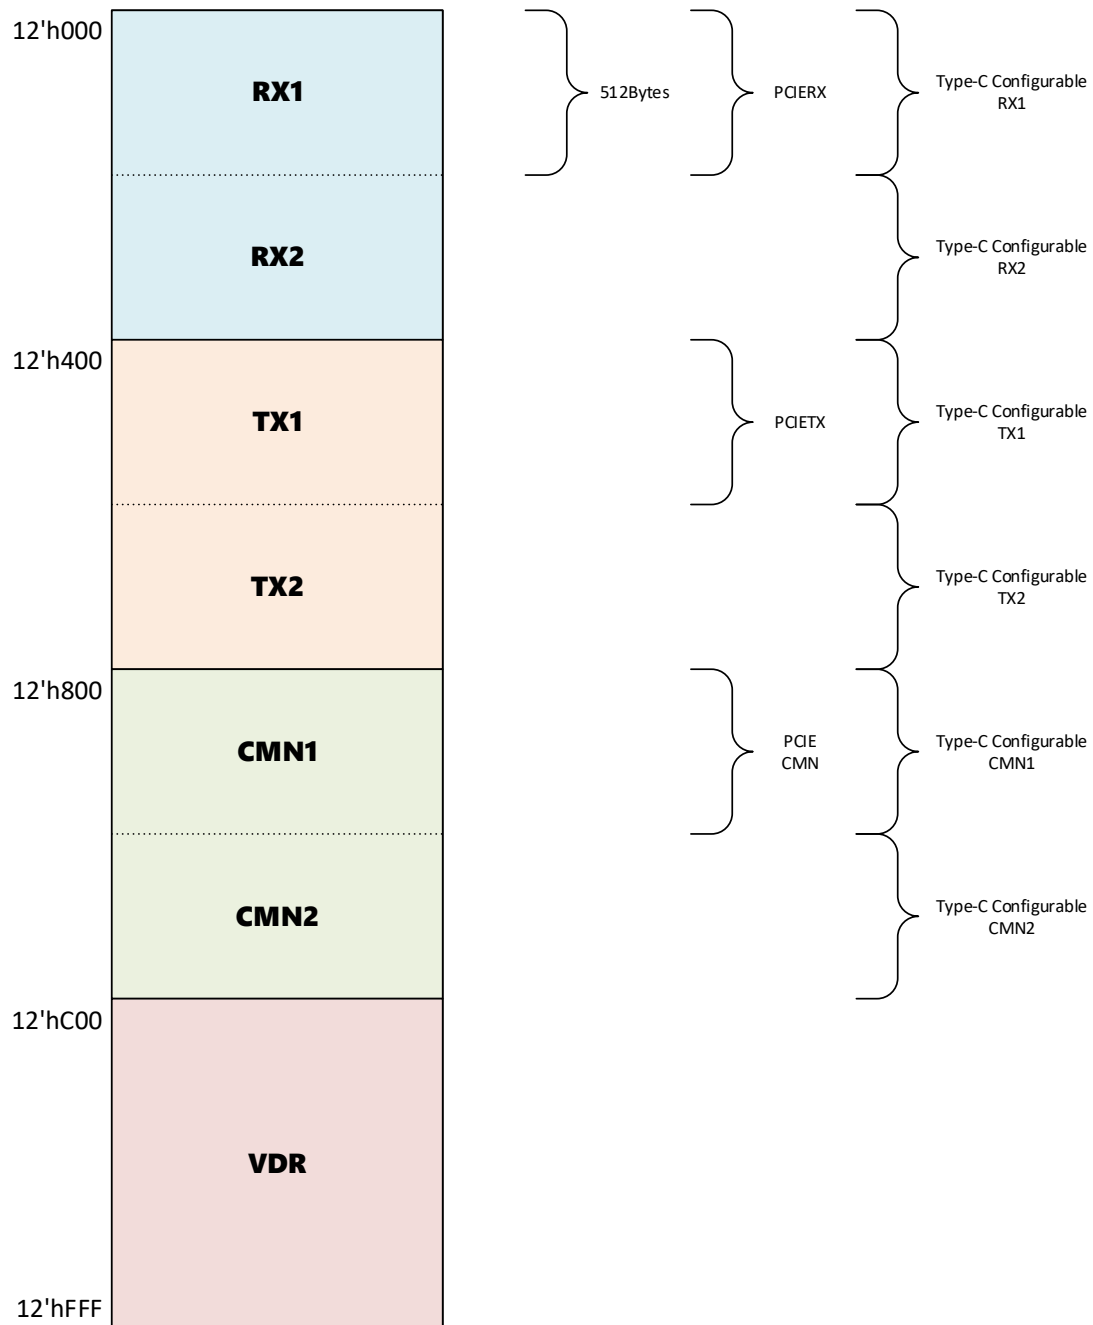 12'h000
RX1
512Bytes
PCIERX
Type-C Configurable
RX1
RX2
Type-C Configurable
RX2
12'h400
TX1
PCIETX
Type-C Configurable
TX1
TX2
Type-C Configurable
TX2
12'h800
CMN1
PCIE
CMN
Type-C Configurable
CMN1
CMN2
Type-C Configurable
CMN2
12'hC00
VDR
12'hFFF